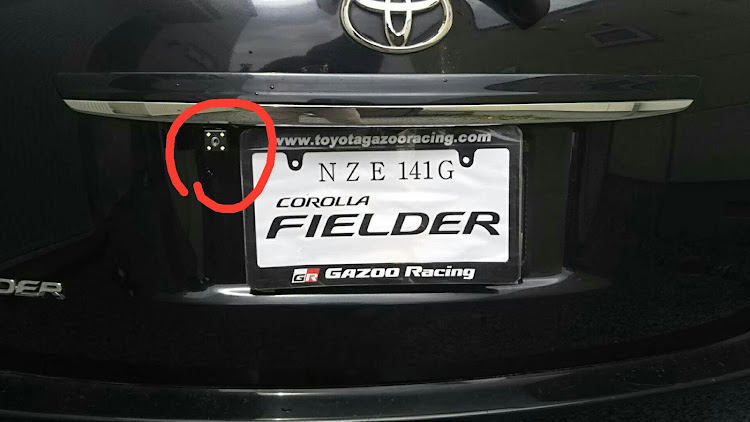 www.toyotagazooracing.com
N Z E 141G
COROLLA
FIELDER
GR GAZOO Racing
DER